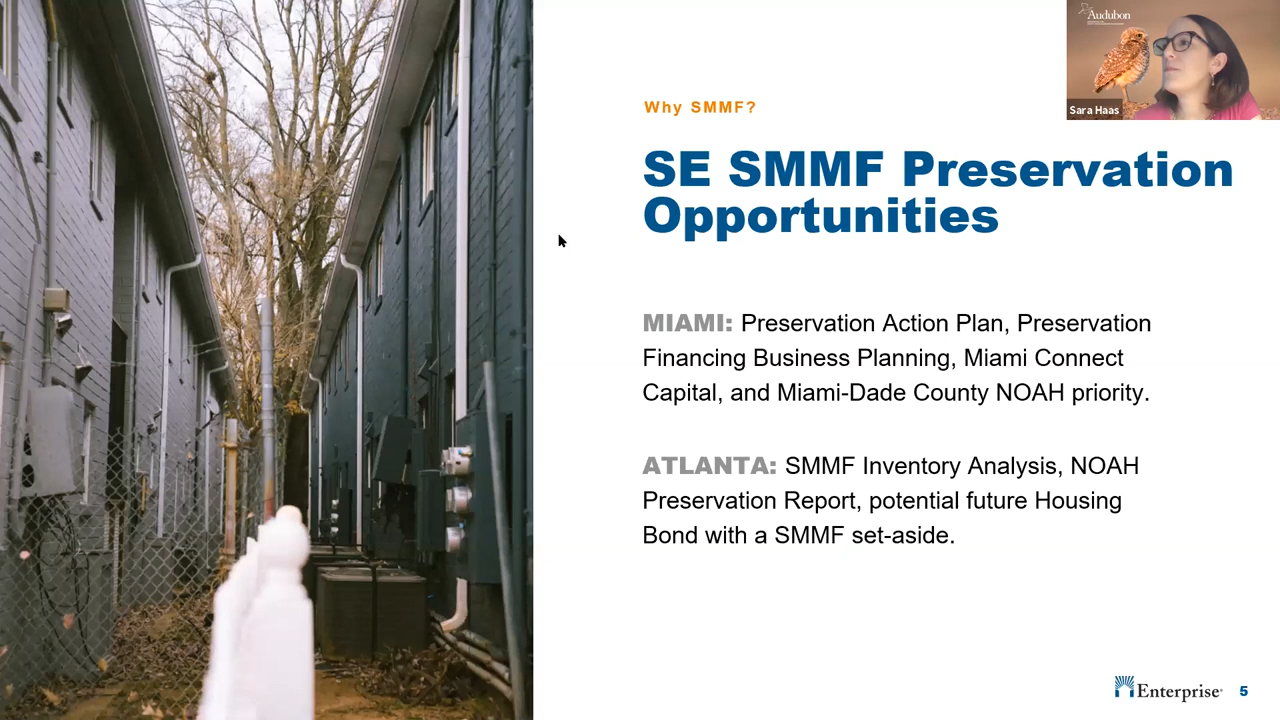 Audubon
Sara Haas
Why SMMF?
SE SMMF Preservation
Opportunities
MIAMI: Preservation Action Plan, Preservation
Financing Business Planning, Miami Connect
Capital, and Miami-Dade County NOAH priority.
ATLANTA: SMMF Inventory Analysis, NOAH
Preservation Report, potential future Housing
Bond with a SMMF set-aside.
Enterprise
5